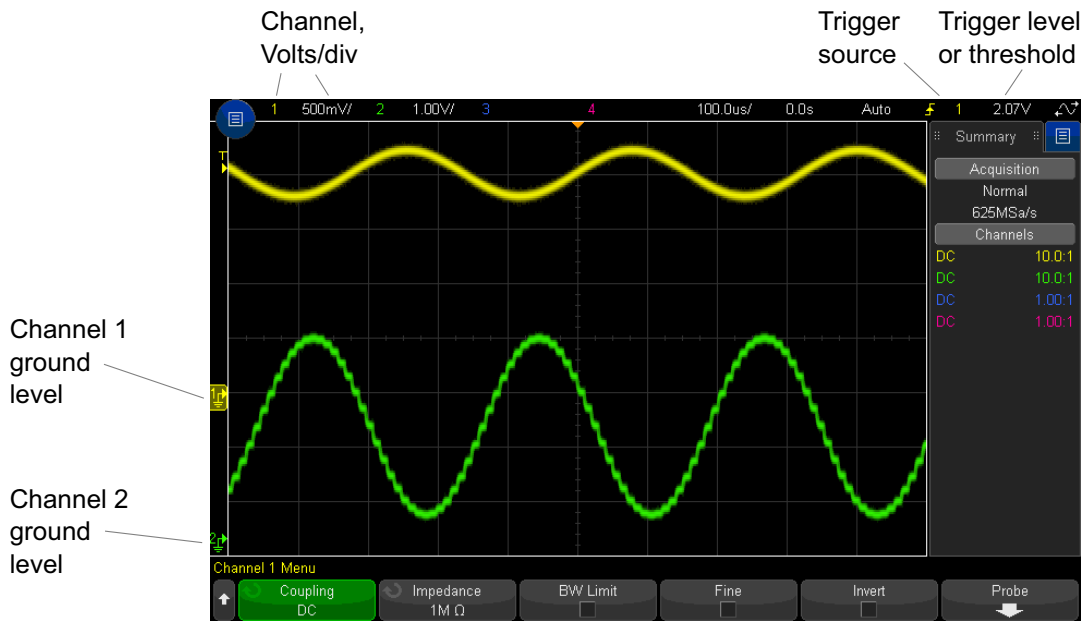 Channel,
Volts/div
Trigger
source
Trigger level
or threshold
1 500mV/ 2 1.00V/ 3 4 100.0us/ 0.0s Auto 1 2.07V
Summary
T
Acquisition
Normal
625MSa/s
Channels
DC 10.0:1
DC 10.0:1
DC 1.00:1
DC 1.00:1
Channel 1
ground
level
1
Channel 2
ground
level
2
Channel 1 Menu
Coupling
DC
Impedance
1M Ω
BW Limit
Fine
Invert
Probe